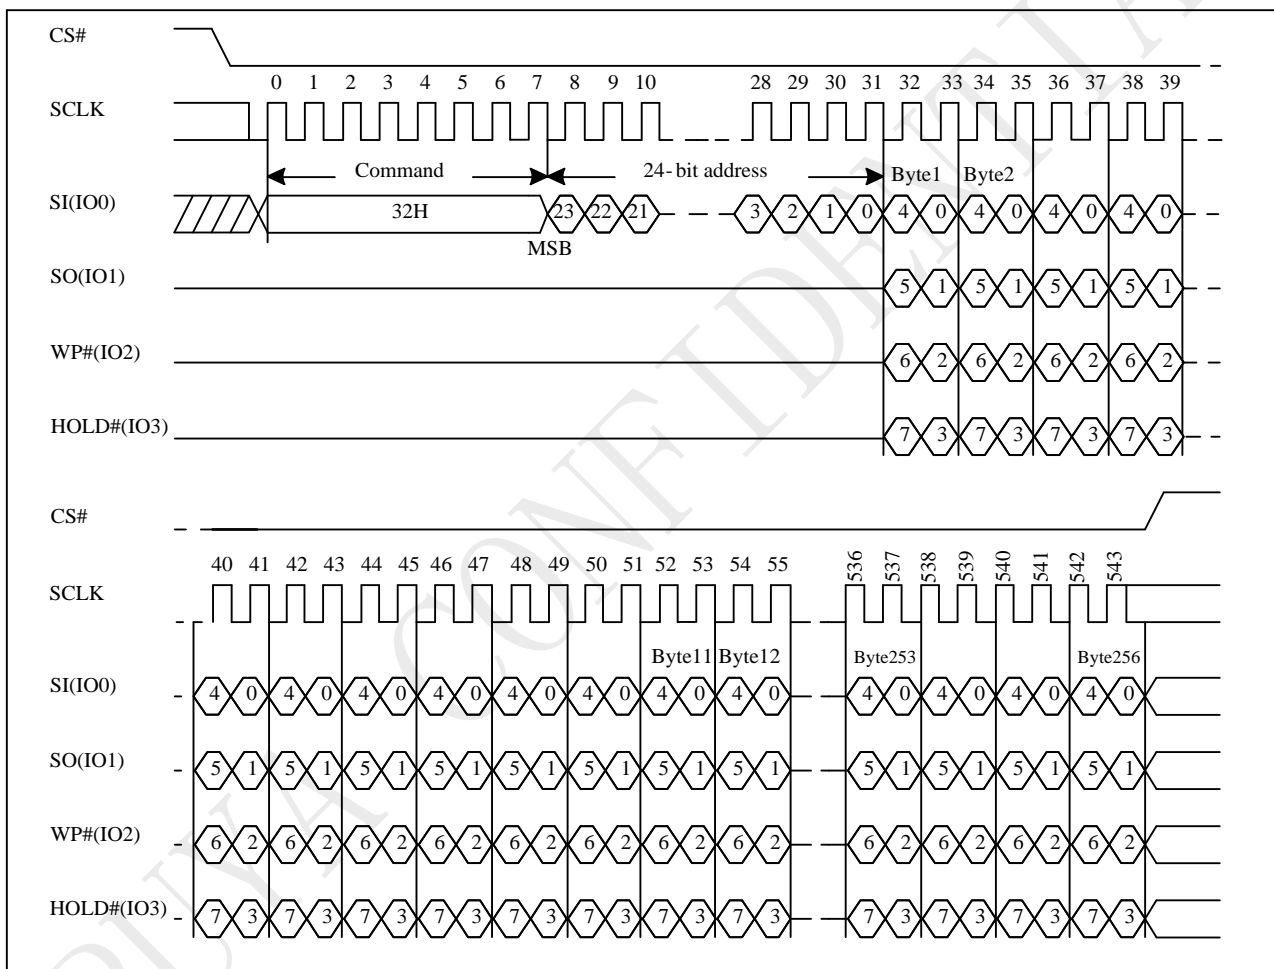 CS#
0 1 2 3 4 5 6 7 8 9 10 28 29 30 31 32 33 34 35 36 37 38 39
SCLK
Command 24-bit address Byte1 Byte2
SI(IO0) 32H 23 22 21 3 2 1 0 4 0 4 0 4 0 4 0
MSB
SO(IO1) 5 1 5 1 5 1 5 1
WP#(IO2) 6 2 6 2 6 2 6 2
HOLD#(IO3) 7 3 7 3 7 3 7 3
CS#
40 41 42 43 44 45 46 47 48 49 50 51 52 53 54 55 536 537 538 539 540 541 542 543
SCLK
Byte11 Byte12 Byte253 Byte256
SI(IO0) 4 0 4 0 4 0 4 0 4 0 4 0 4 0 4 0 4 0 4 0 4 0 4 0
SO(IO1) 5 1 5 1 5 1 5 1 5 1 5 1 5 1 5 1 5 1 5 1 5 1 5 1
WP#(IO2) 6 2 6 2 6 2 6 2 6 2 6 2 6 2 6 2 6 2 6 2 6 2 6 2
HOLD#(IO3) 7 3 7 3 7 3 7 3 7 3 7 3 7 3 7 3 7 3 7 3 7 3 7 3
PUYA CONFIDENTIA